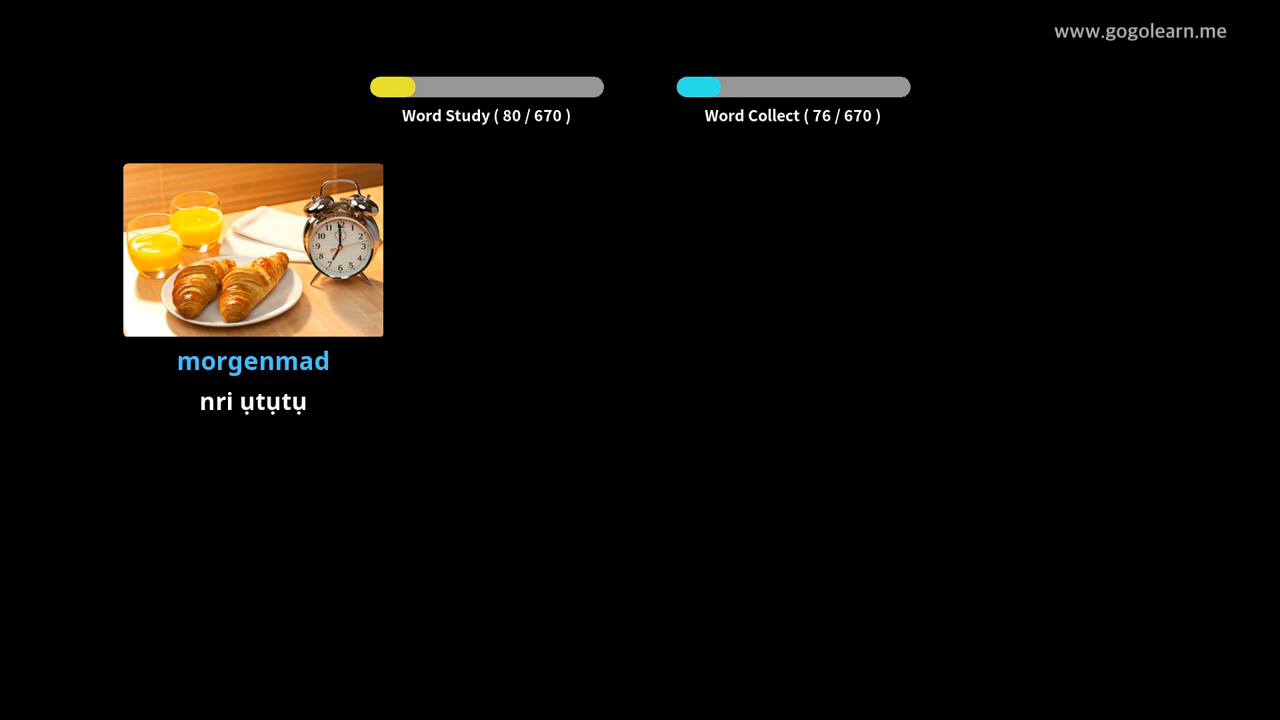 www.gogolearn.me
Word Study ( 80 / 670 )
Word Collect ( 76 / 670 )
morgenmad
nri ụtụtụ